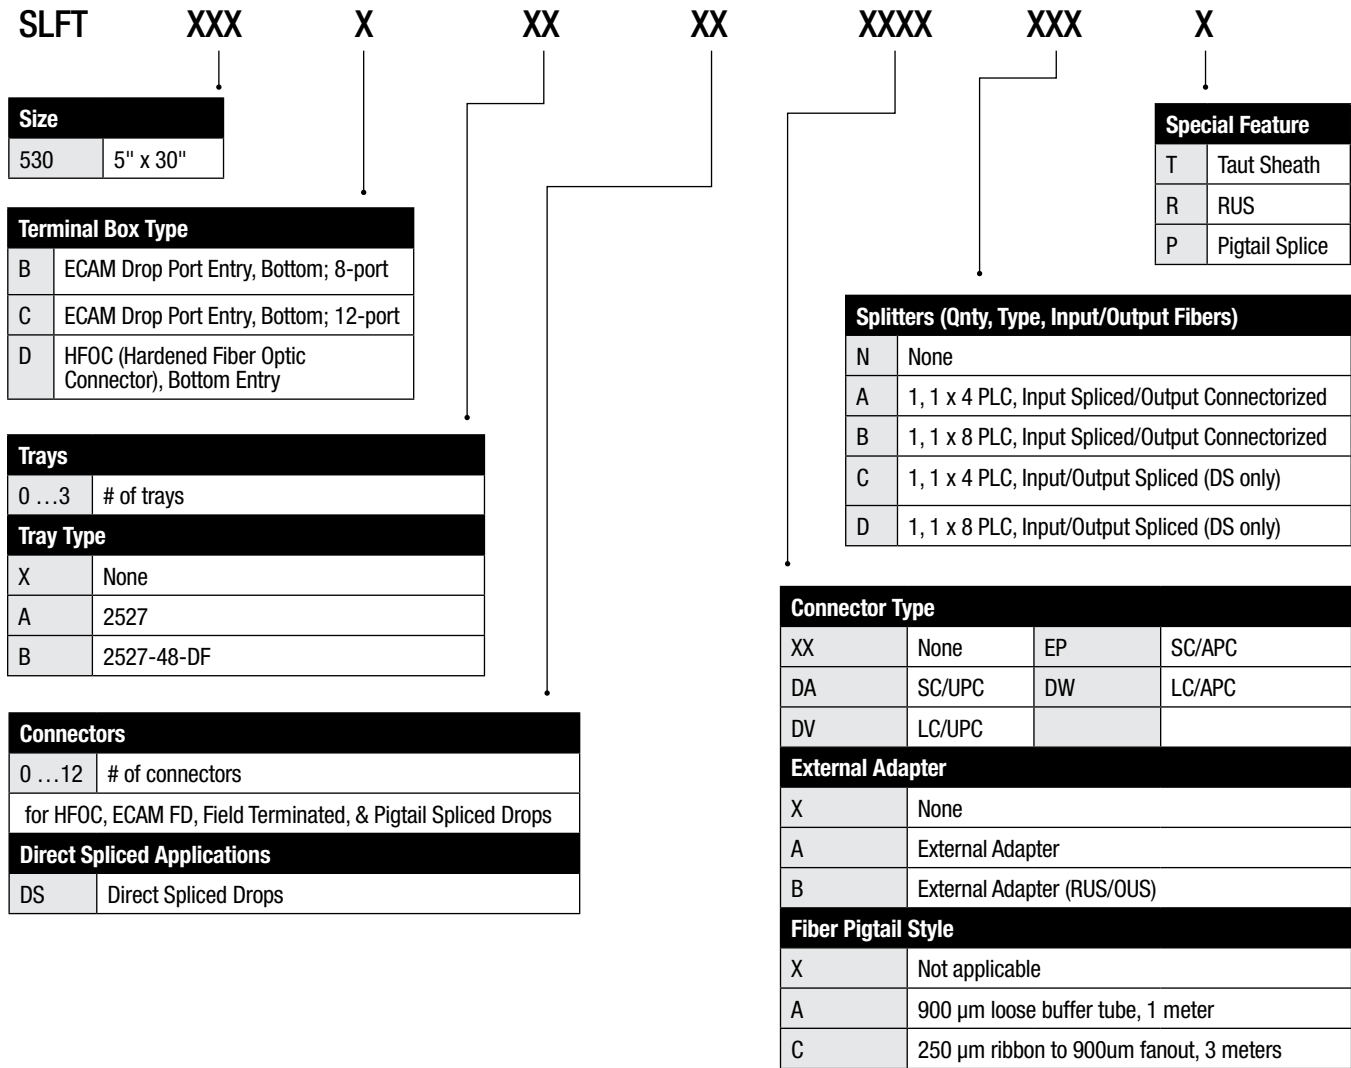 SLFT XXX X XX XX XXXX XXX X
Size
530 5" x 30"
Terminal Box Type
B ECAM Drop Port Entry, Bottom; 8-port
C ECAM Drop Port Entry, Bottom; 12-port
D HFOC (Hardened Fiber Optic
Connector), Bottom Entry
Trays
0 …3 # of trays
Tray Type
X None
A 2527
B 2527-48-DF
Connectors
0 …12 # of connectors
for HFOC, ECAM FD, Field Terminated, & Pigtail Spliced Drops
Direct Spliced Applications
DS Direct Spliced Drops
Special Feature
T Taut Sheath
R RUS
P Pigtail Splice
Splitters (Qnty, Type, Input/Output Fibers)
N None
A 1, 1 x 4 PLC, Input Spliced/Output Connectorized
B 1, 1 x 8 PLC, Input Spliced/Output Connectorized
C 1, 1 x 4 PLC, Input/Output Spliced (DS only)
D 1, 1 x 8 PLC, Input/Output Spliced (DS only)
Connector Type
XX None EP SC/APC
DA SC/UPC DW LC/APC
DV LC/UPC
External Adapter
X None
A External Adapter
B External Adapter (RUS/OUS)
Fiber Pigtail Style
X Not applicable
A 900 µm loose buffer tube, 1 meter
C 250 µm ribbon to 900um fanout, 3 meters